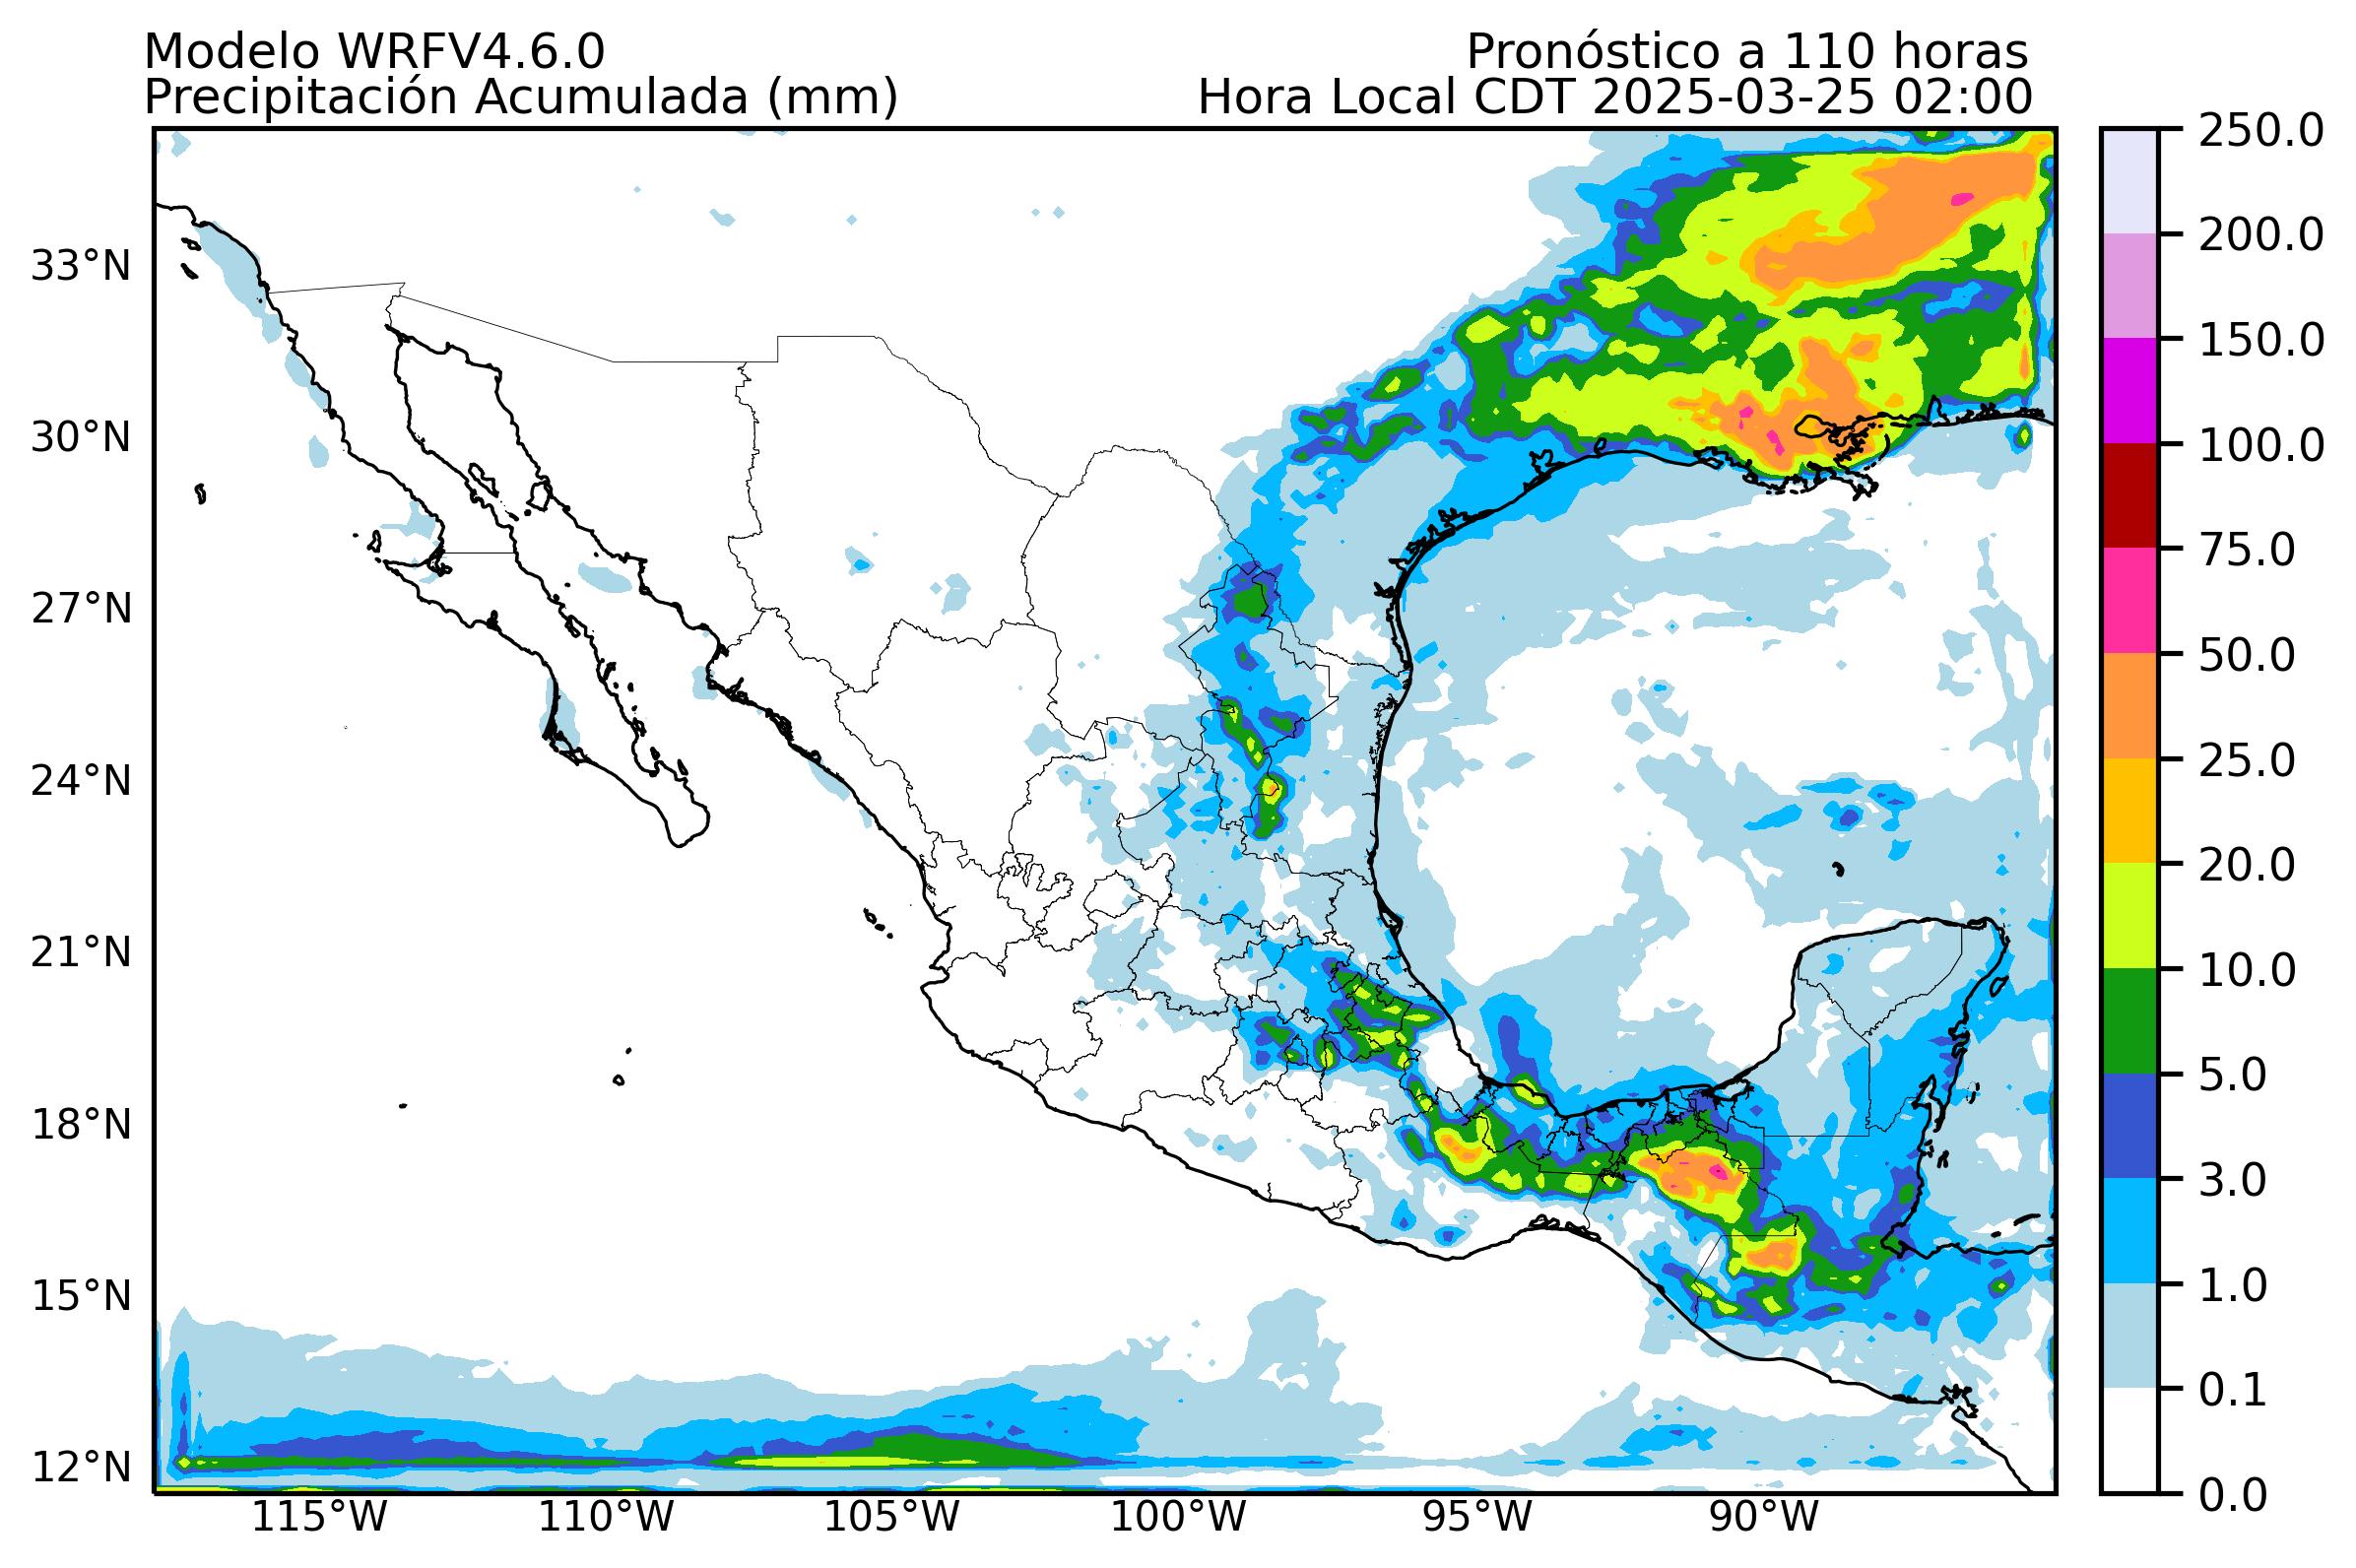 Modelo WRFV4.6.0
Pronóstico a 110 horas
Precipitación Acumulada (mm)
Hora Local CDT 2025-03-25 02:00
33°N
30°N
27°N
24°N
21°N
18°N
15°N
12°N
115°W
110°W
105°W
100°W
95°W
90°W
250.0
200.0
150.0
100.0
75.0
50.0
25.0
20.0
10.0
5.0
3.0
1.0
0.1
0.0